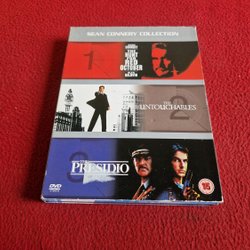 SEAN CONNERY COLLECTION
1
THE HUNT
FOR
RED
OCTOBER
THE
UNTOUCHABLES
2
3
THE
PRESIDIO
DVD
15